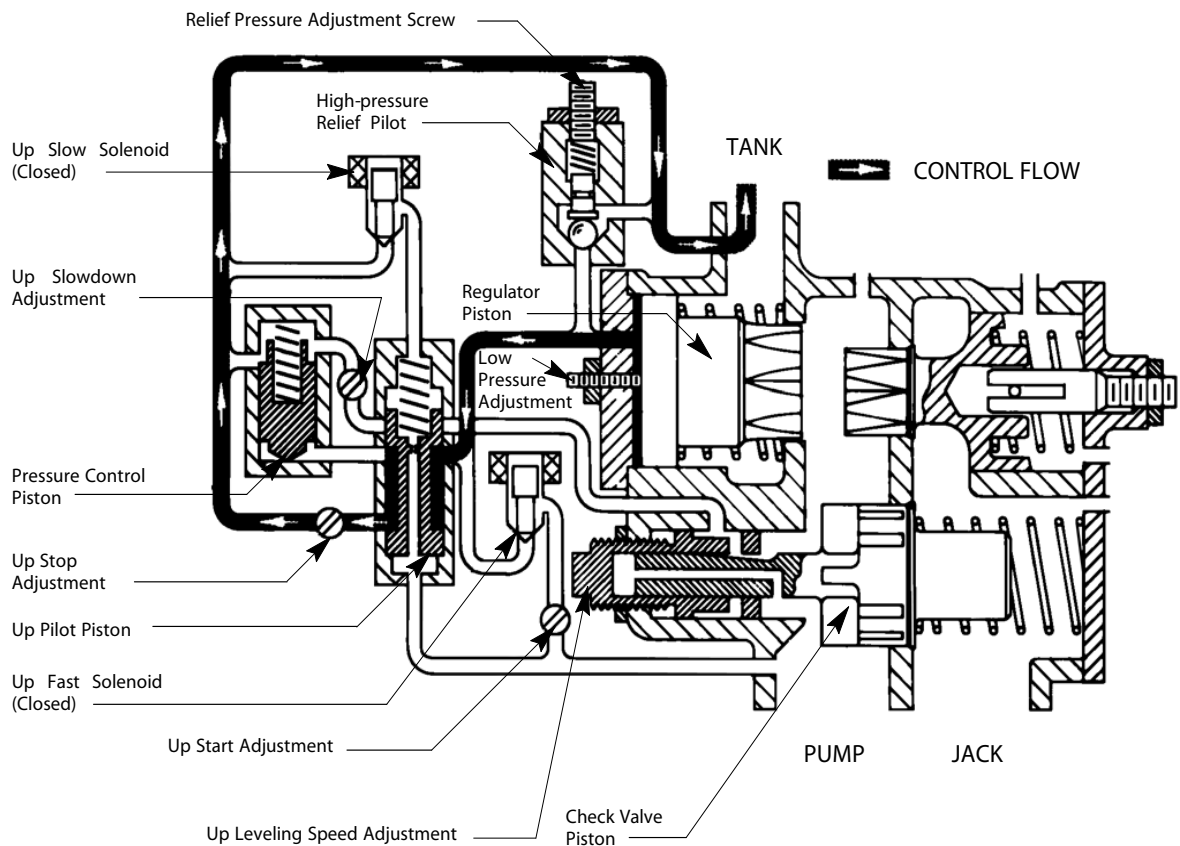 Relief Pressure Adjustment Screw
High-pressure
Relief Pilot
Up Slow Solenoid
(Closed)
TANK
CONTROL FLOW
Up Slowdown
Adjustment
Regulator
Piston
Low
Pressure
Adjustment
Pressure Control
Piston
Up Stop
Adjustment
Up Pilot Piston
Up Fast Solenoid
(Closed)
Up Start Adjustment
PUMP
JACK
Up Leveling Speed Adjustment
Check Valve
Piston